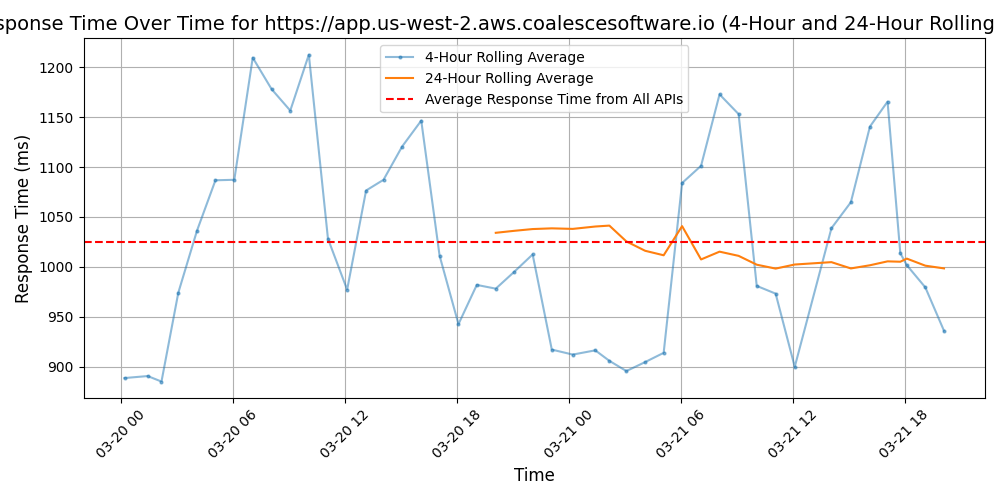 sponse Time Over Time for https://app.us-west-2.aws.coalescesoftware.io (4-Hour and 24-Hour Rolling
4-Hour Rolling Average
24-Hour Rolling Average
Average Response Time from All APIs
Response Time (ms)
1200
1150
1100
1050
1000
950
900
03-20 00
03-20 06
03-20 12
03-20 18
03-21 00
03-21 06
03-21 12
03-21 18
Time